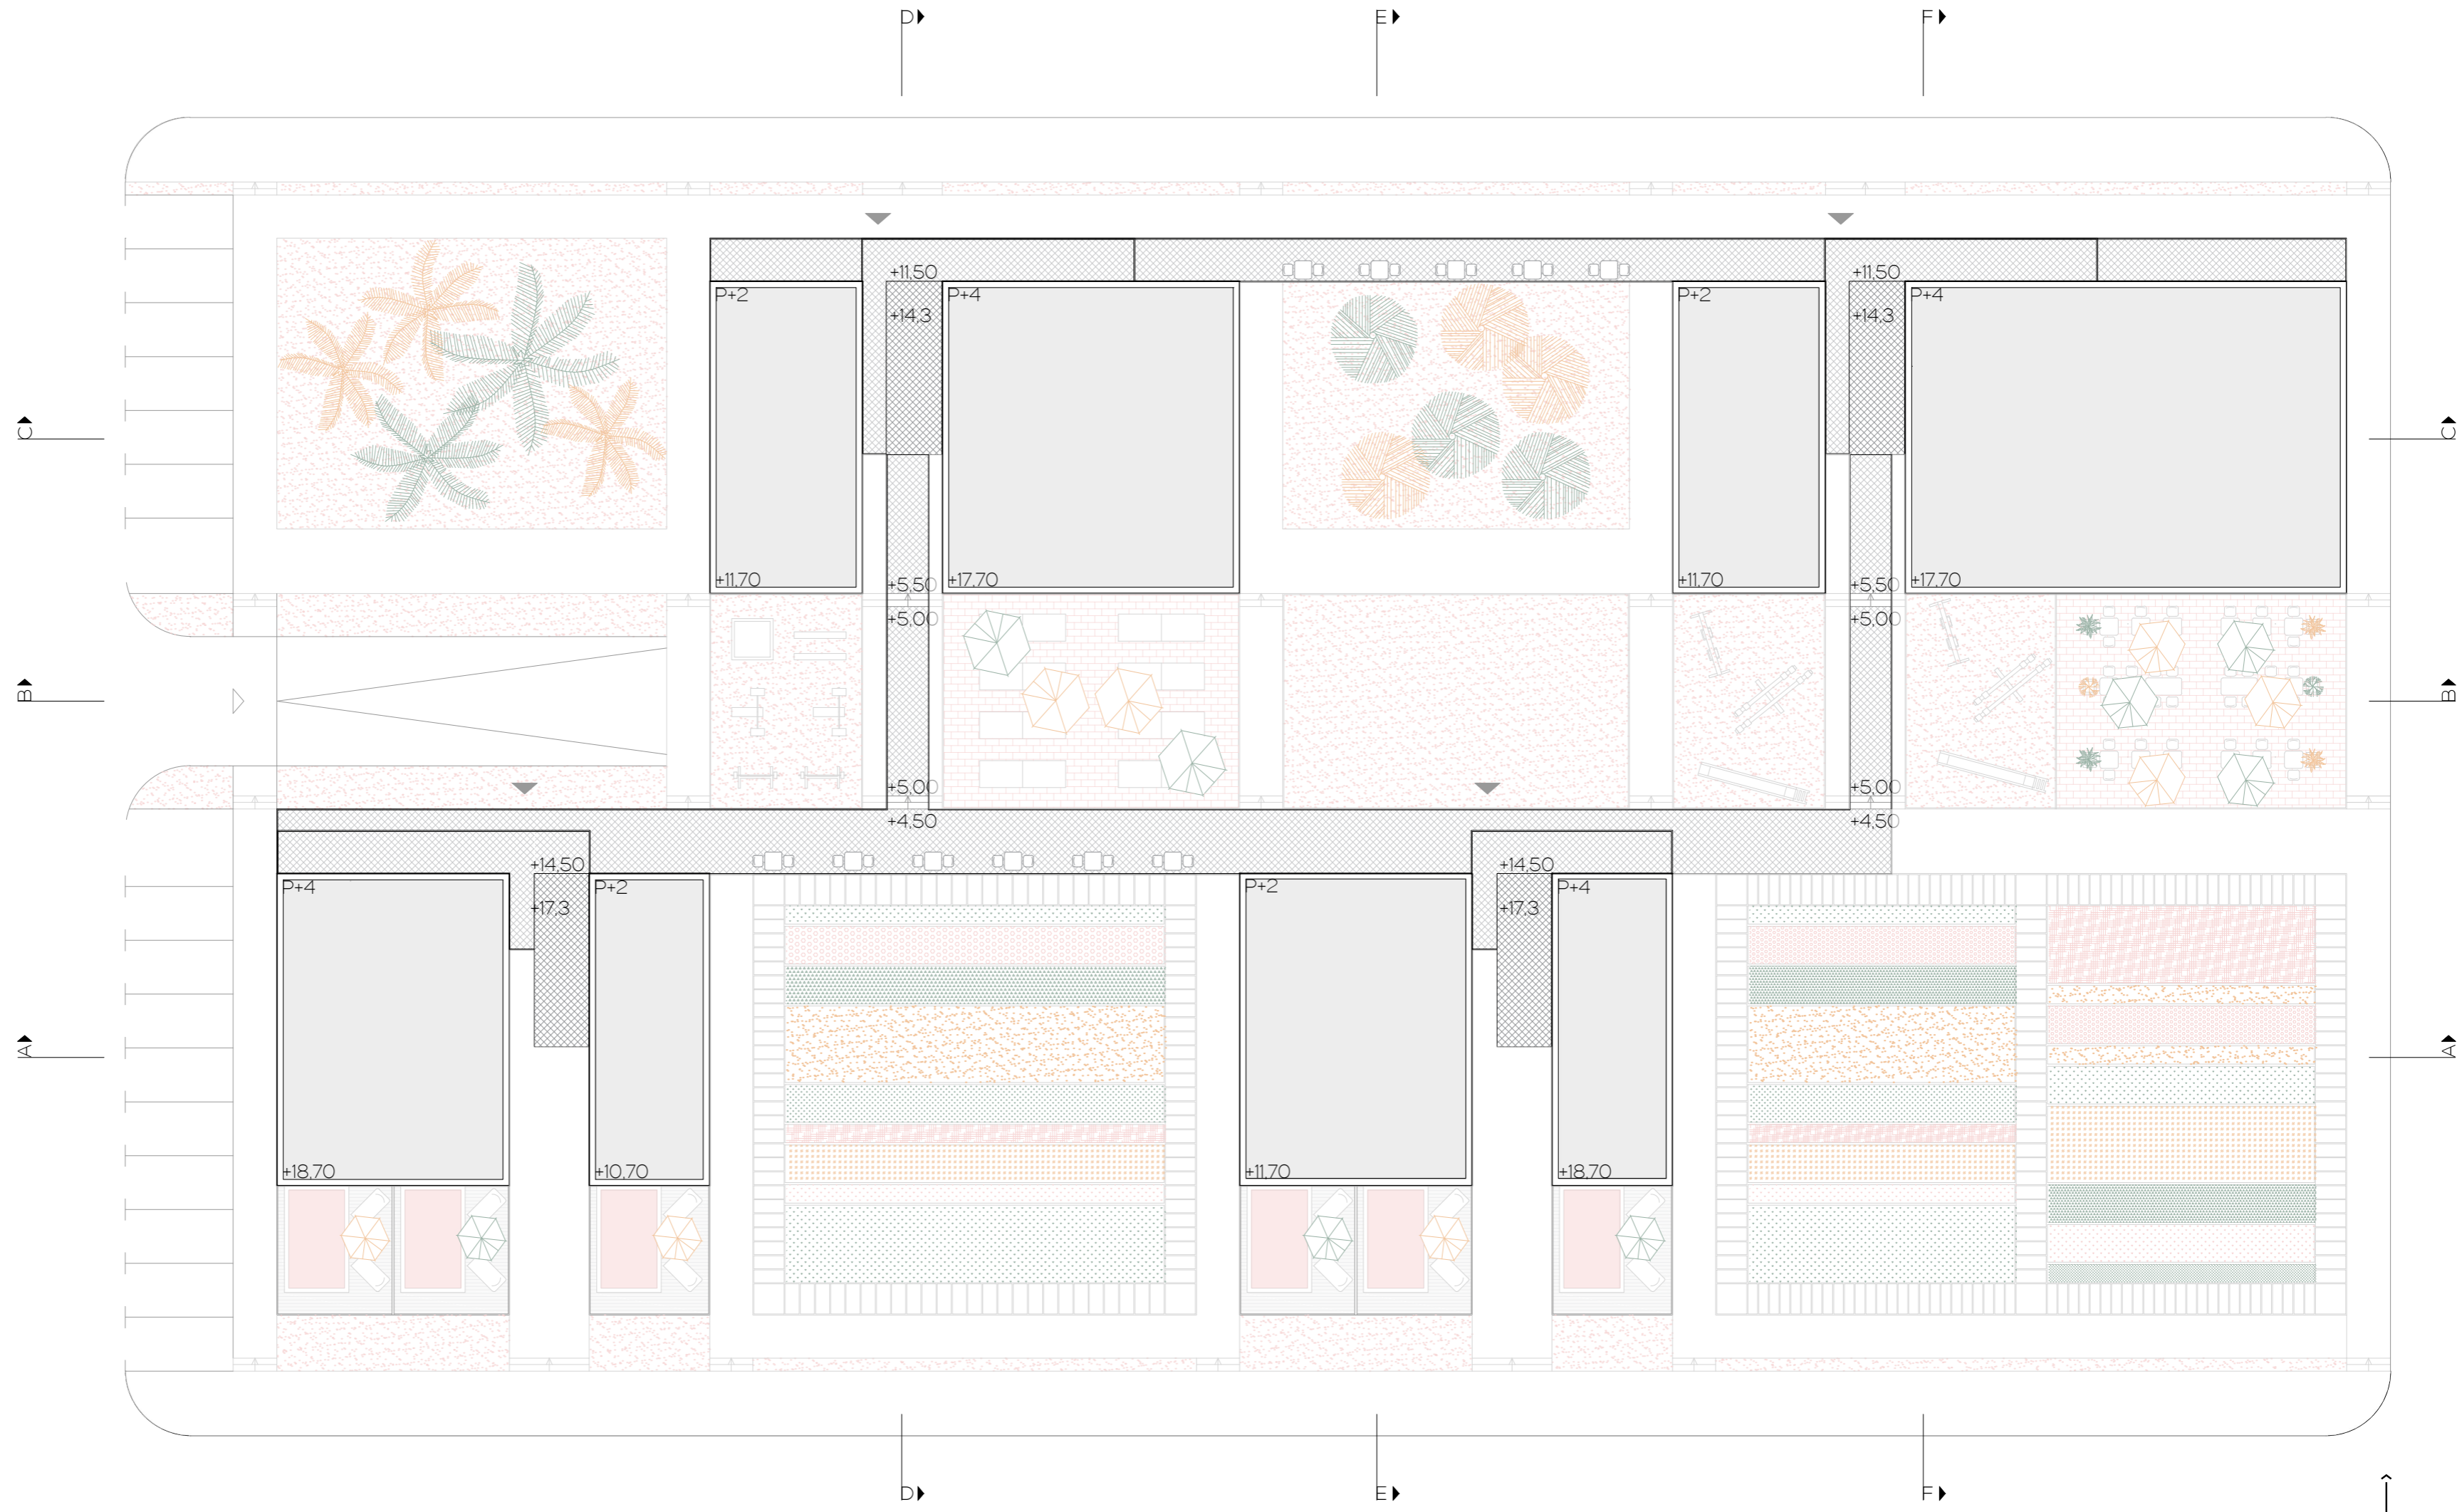 D E F
+11,50 +11,50
P+2 P+4 P+2 P+4
+14,3 +14,3
C C
+11,70 +5,50 +17,70 +11,70 +5,50 +17,70
+5,00 +5,00
B B
+5,00 +5,00
+4,50 +4,50
+14,50 +14,50
P+4 P+2 P+2 P+4
+17,3 +17,3
A A
+18,70 +10,70 +11,70 +18,70
D E F